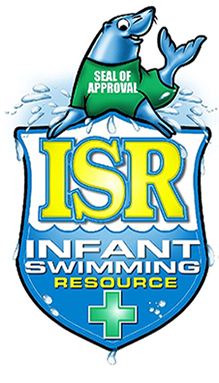 SEAL OF
APPROVAL
ISR
INFANT
SWIMMING
RESOURCE